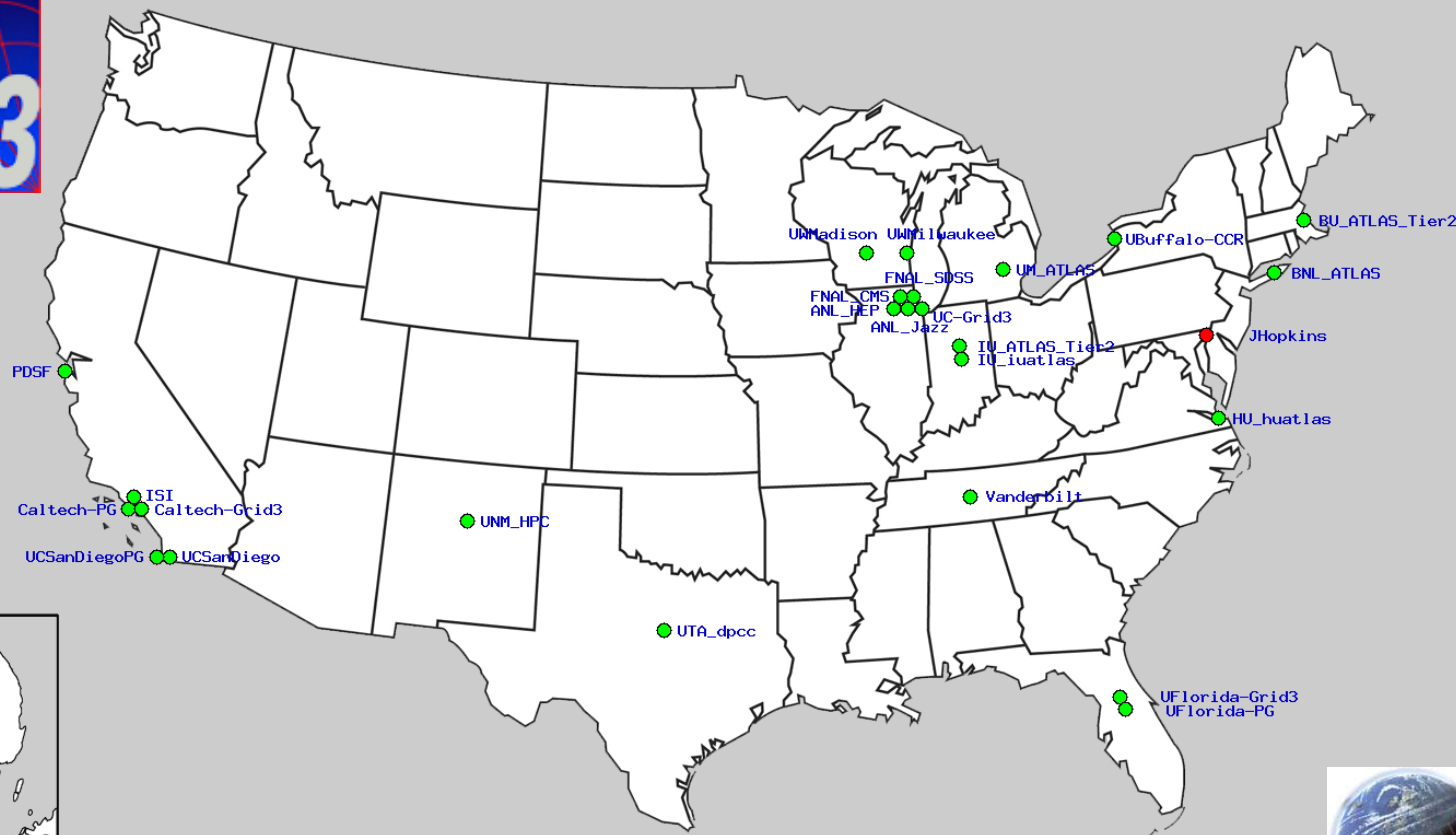 3
BU_ATLAS_Tier2
UWMadison
UWMilwaukee
UBuffalo-CCR
UM_ATLAS
BNL_ATLAS
FNAL_SDSS
FNAL_CMS
ANL_HEP
UC-Grid3
ANL_Jazz
JHopkins
IU_ATLAS_Tier2
IU_iuatlas
PDSF
HU_huatlas
ISI
Vanderbilt
Caltech-PG
Caltech-Grid3
UNM_HPC
UCSanDiegoPG
UCSanDiego
UTA_dpcc
UFlorida-Grid3
UFlorida-PG